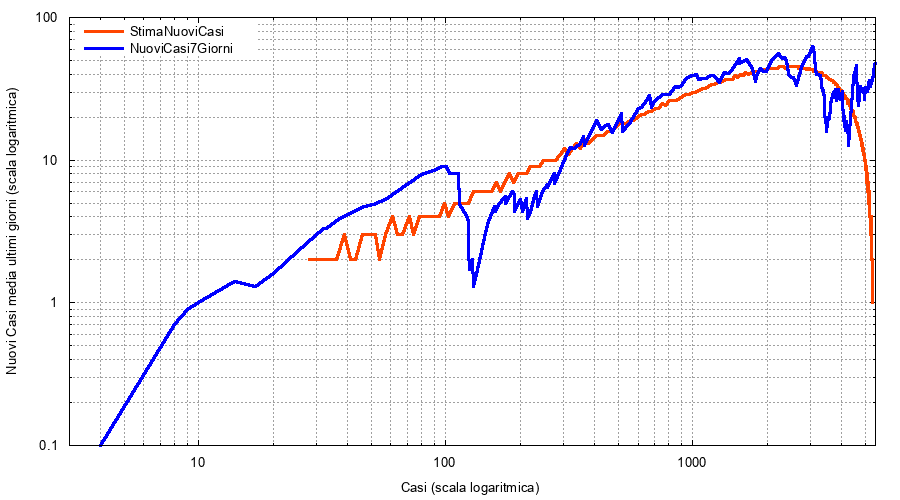 100
10
1
0.1
10
100
1000
StimaNuoviCasi
NuoviCasi7Giorni
Nuovi Casi media ultimi giorni (scala logaritmica)
Casi (scala logaritmica)